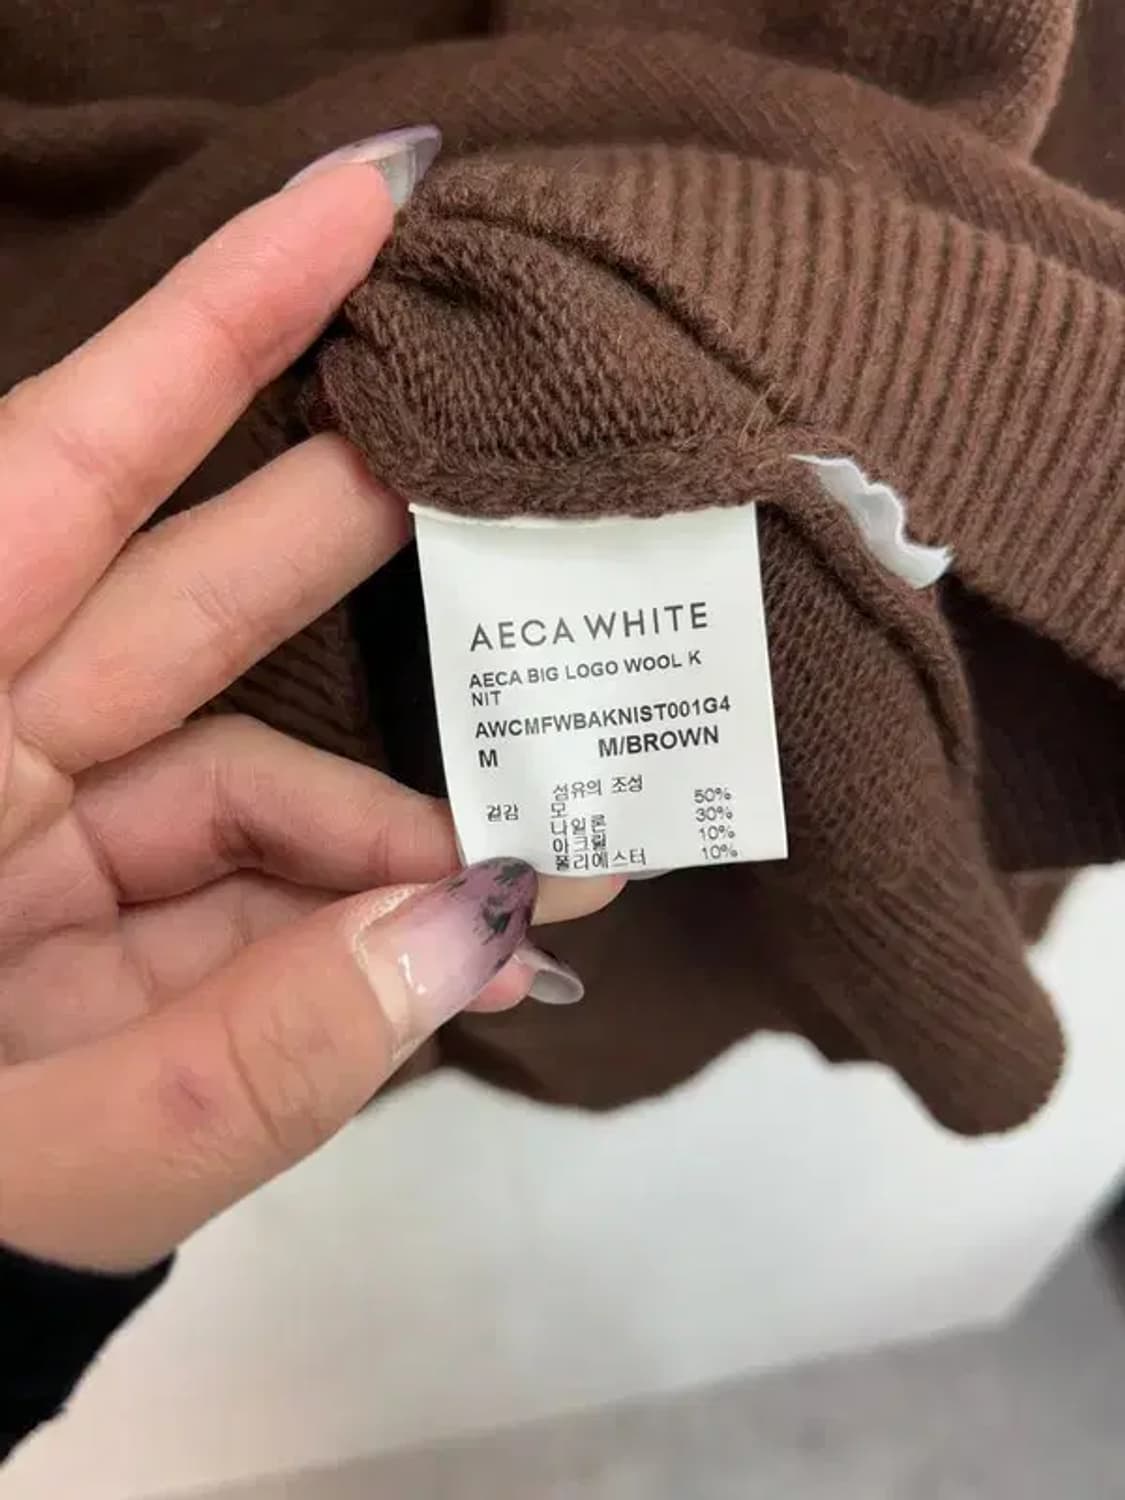 AECA WHITE
AECA BIG LOGO WOOL K
NIT
AWCMFWBAKNIST001G4
M M/BROWN
섬유의 조성
겉감 모 50%
나일론 30%
아크릴 10%
폴리에스터 10%